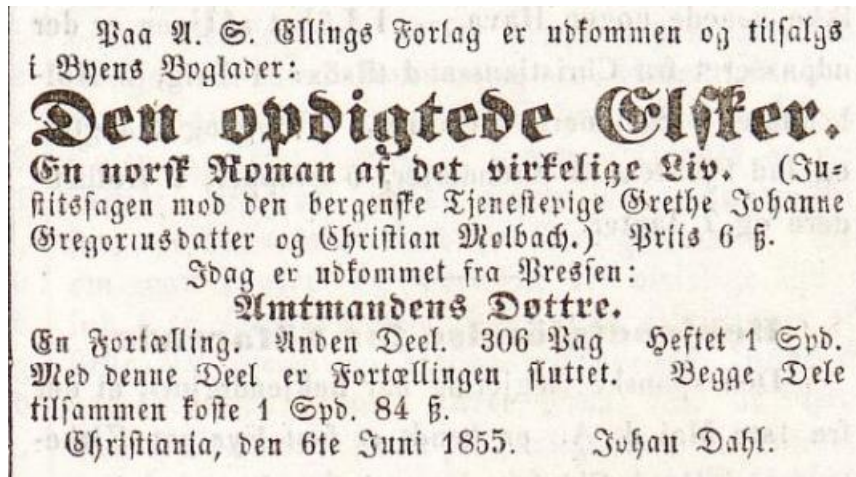 Paa A. S. Ellings Forlag er udkommen og tilsalgs
i Byens Boglader:
Den opdigtede Elsker.
En norsk Roman af det virkelige Liv. (Ju-
stitssagen mod den bergenske Tjenestepige Grethe Johanne
Gregoriusdatter og Christian Molbach.) Priis 6 ß.
Idag er udkommet fra Pressen:
Amtmandens Døttre.
En Fortælling. Anden Deel. 306 Pag Heftet 1 Spd.
Med denne Deel er Fortællingen sluttet. Begge Dele
tilsammen koste 1 Spd. 84 ß.
Christiania, den 6te Juni 1855. Johan Dahl.